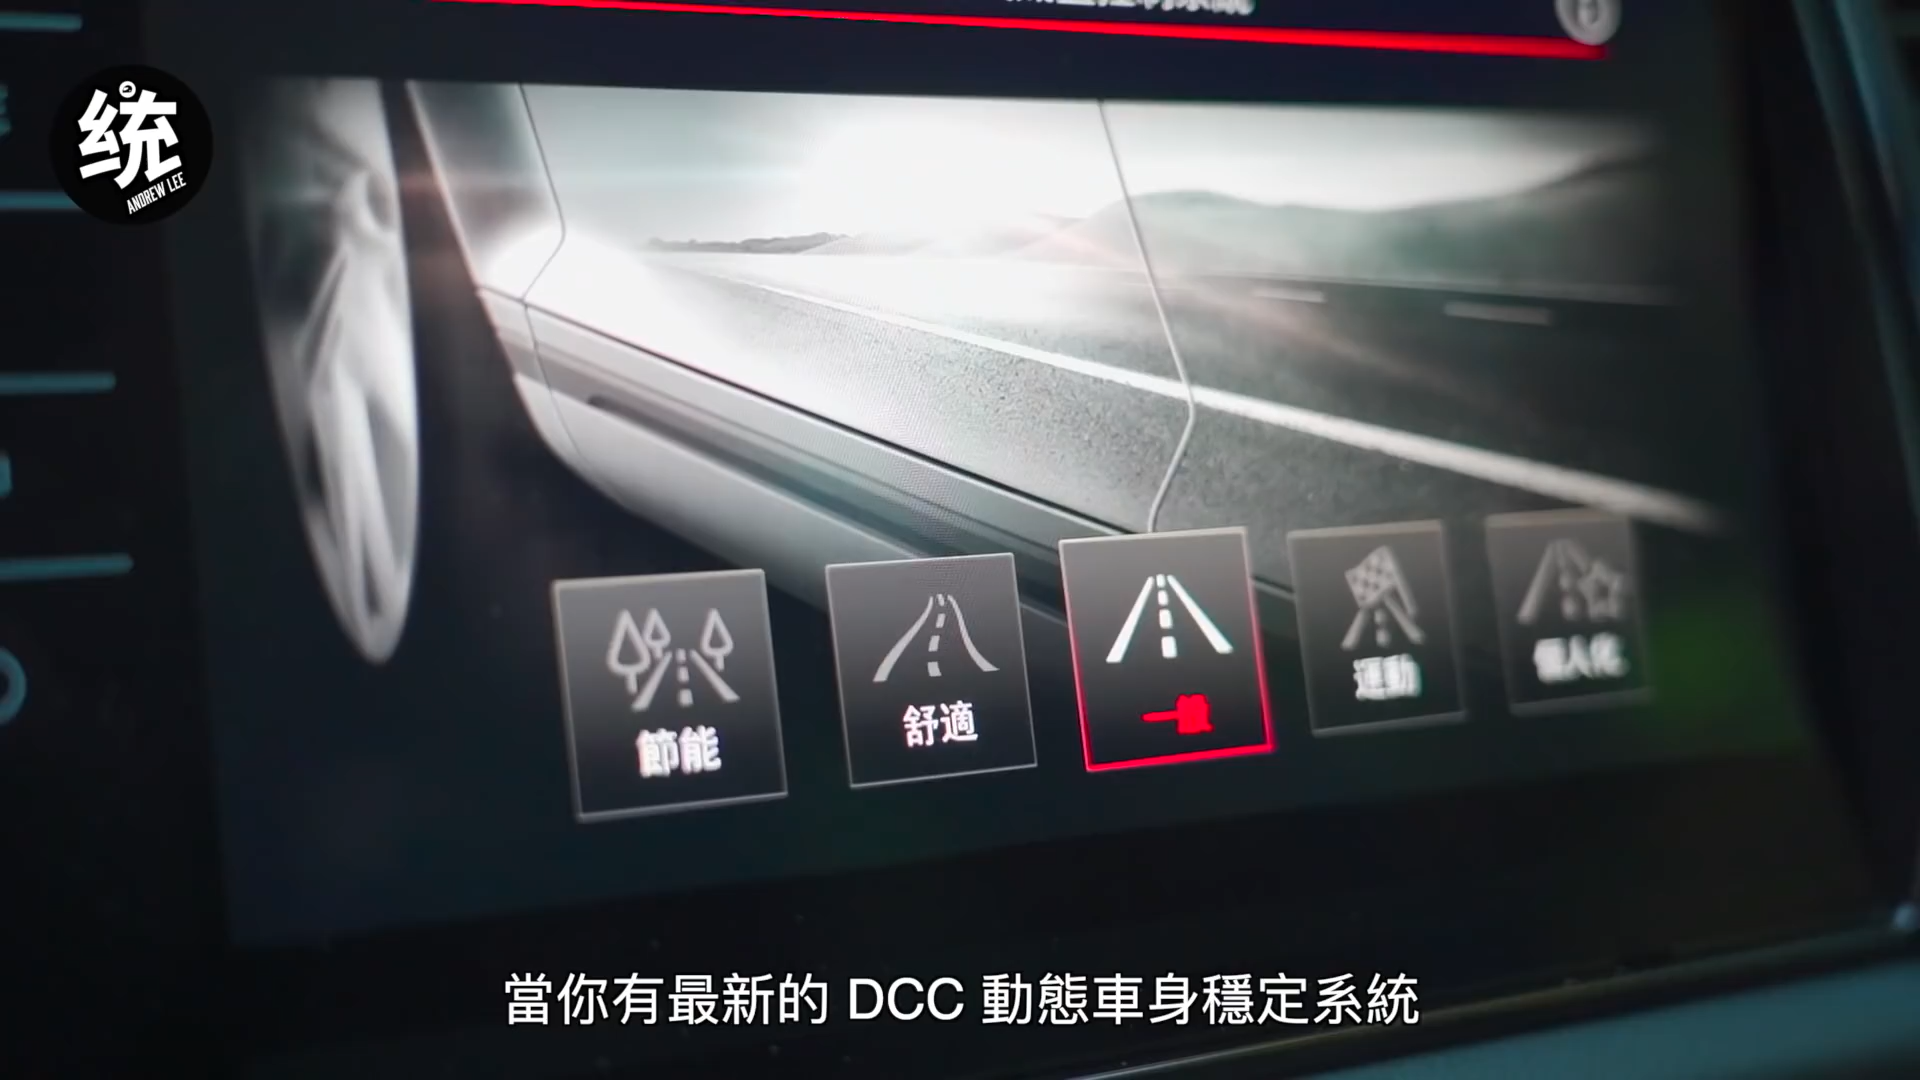 統
ANDREW LEE
節能
舒適
一般
運動
個人化
當你有最新的 DCC 動態車身穩定系統